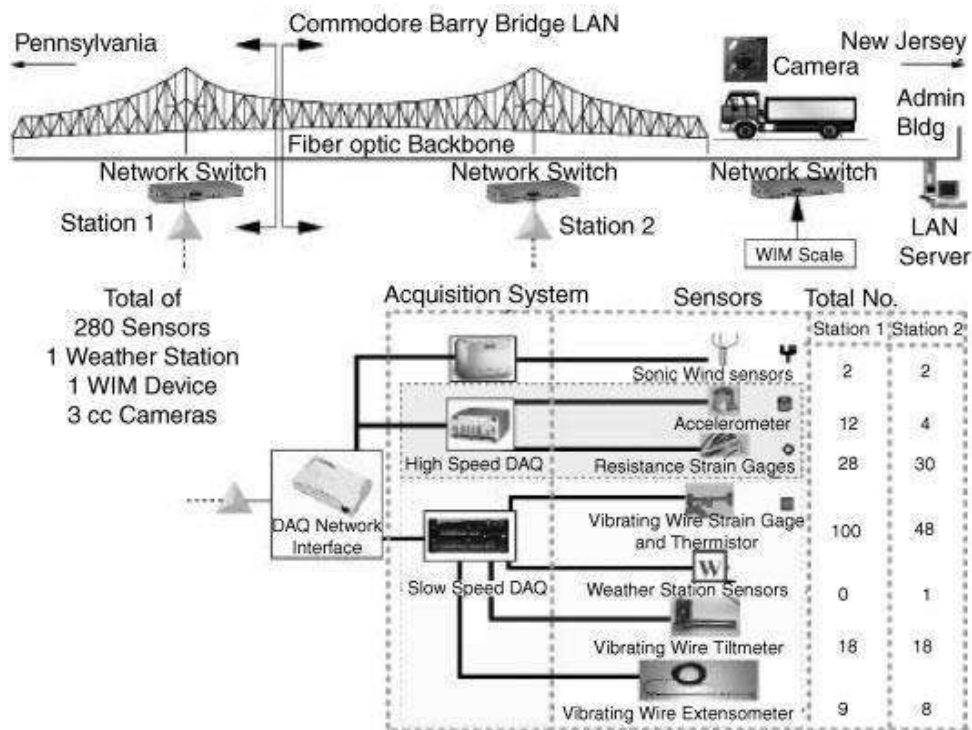 Commodore Barry Bridge LAN
Pennsylvania
New Jersey
Camera
Admin
Bldg
Fiber optic Backbone
Network Switch
Network Switch
Network Switch
Station 1
Station 2
WIM Scale
LAN
Server
Total of
280 Sensors
1 Weather Station
1 WIM Device
3 cc Cameras
Acquisition System
Sensors
Total No.
Station 1
Station 2
Sonic Wind sensors
2
2
Accelerometer
12
4
High Speed DAQ
Resistance Strain Gages
28
30
DAQ Network
Interface
Vibrating Wire Strain Gage
and Thermistor
100
48
W
Slow Speed DAQ
Weather Station Sensors
0
1
Vibrating Wire Tiltmeter
18
18
Vibrating Wire Extensometer
9
8